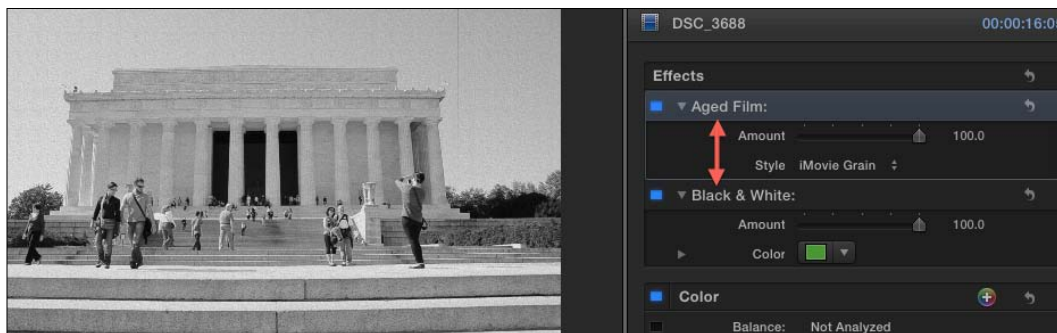 DSC_3688 00:00:16:0
Effects
Aged Film:
Amount 100.0
Style iMovie Grain
Black & White:
Amount 100.0
Color
Color
Balance: Not Analyzed